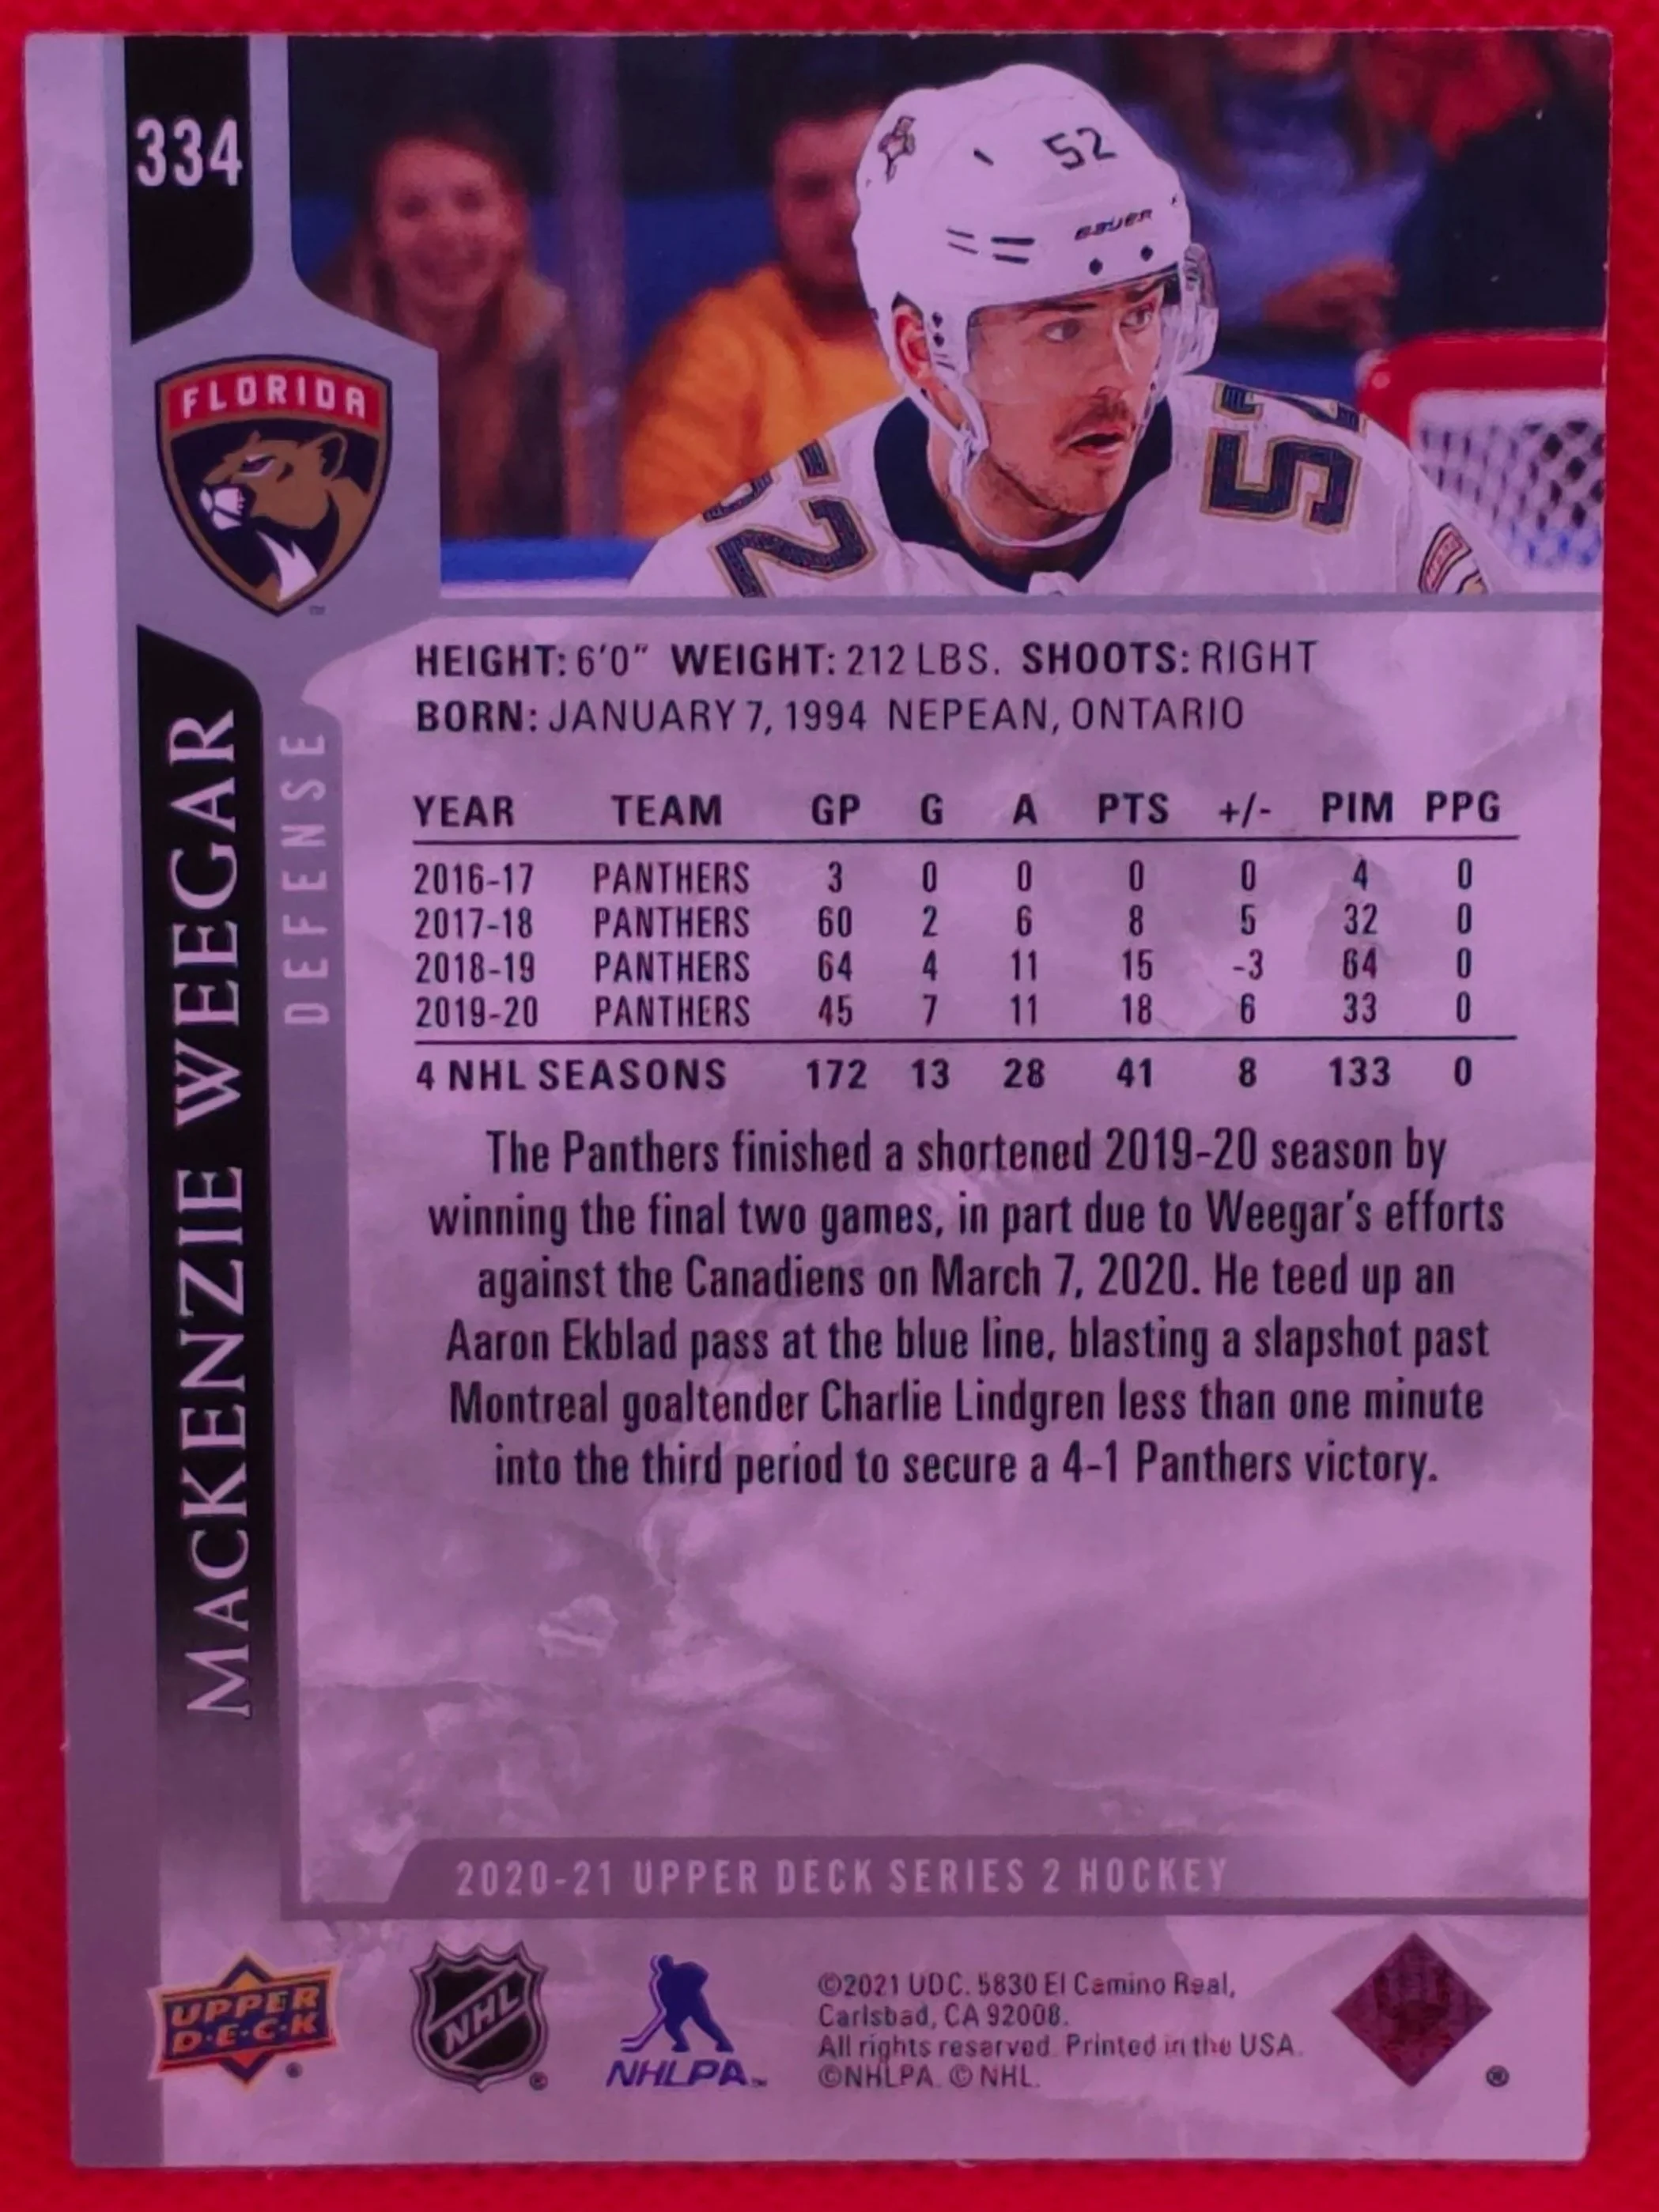 334
52
BAUER
52
52
FLORIDA
™
MACKENZIE WEEGAR
DEFENSE
HEIGHT: 6'0" WEIGHT: 212 LBS. SHOOTS: RIGHT
BORN: JANUARY 7, 1994 NEPEAN, ONTARIO
YEAR TEAM GP G A PTS +/- PIM PPG
2016-17 PANTHERS 3 0 0 0 0 4 0
2017-18 PANTHERS 60 2 6 8 5 32 0
2018-19 PANTHERS 64 4 11 15 -3 64 0
2019-20 PANTHERS 45 7 11 18 6 33 0
4 NHL SEASONS 172 13 28 41 8 133 0
The Panthers finished a shortened 2019-20 season by
winning the final two games, in part due to Weegar's efforts
against the Canadiens on March 7, 2020. He teed up an
Aaron Ekblad pass at the blue line, blasting a slapshot past
Montreal goaltender Charlie Lindgren less than one minute
into the third period to secure a 4-1 Panthers victory.
2020-21 UPPER DECK SERIES 2 HOCKEY
UPPER
D·E·C·K
®
NHL
®
NHLPA™
©2021 UDC. 5830 El Camino Real,
Carlsbad, CA 92008.
All rights reserved. Printed in the USA.
©NHLPA. © NHL.
®